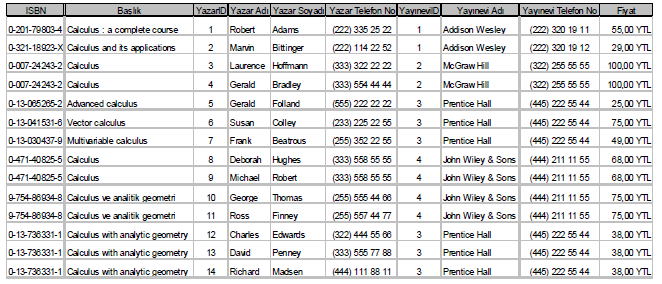 ISBN Başlık YazarID Yazar Adı Yazar Soyadı Yazar Telefon No YayıneviID Yayınevi Adı Yayınevi Telefon No Fiyat
0-201-79803-4 Calculus : a complete course 1 Robert Adams (222) 335 25 22 1 Addison Wesley (222) 320 19 11 55,00 YTL
0-321-18923-X Calculus and its applications 2 Marvin Bittinger (222) 114 22 52 1 Addison Wesley (222) 320 19 12 29,00 YTL
0-007-24243-2 Calculus 3 Laurence Hoffmann (333) 322 22 22 2 McGraw Hill (322) 255 55 55 100,00 YTL
0-007-24243-2 Calculus 4 Gerald Bradley (333) 554 44 44 2 McGraw Hill (322) 255 55 55 100,00 YTL
0-13-065265-2 Advanced calculus 5 Gerald Folland (555) 222 22 22 3 Prentice Hall (445) 222 55 44 25,00 YTL
0-13-041531-6 Vector calculus 6 Susan Colley (233) 225 22 55 3 Prentice Hall (445) 222 55 44 75,00 YTL
0-13-030437-9 Multivariable calculus 7 Frank Beatrous (255) 352 22 55 3 Prentice Hall (445) 222 55 44 49,00 YTL
0-471-40825-5 Calculus 8 Deborah Hughes (333) 558 55 55 4 John Wiley & Sons (444) 211 11 55 68,00 YTL
0-471-40825-5 Calculus 9 Michael Robert (333) 558 55 55 4 John Wiley & Sons (444) 211 11 55 68,00 YTL
9-754-86934-8 Calculus ve analitik geometri 10 George Thomas (255) 555 44 66 4 John Wiley & Sons (444) 211 11 55 75,00 YTL
9-754-86934-8 Calculus ve analitik geometri 11 Ross Finney (255) 557 44 77 4 John Wiley & Sons (444) 211 11 55 75,00 YTL
0-13-736331-1 Calculus with analytic geometry 12 Charles Edwards (322) 444 55 66 3 Prentice Hall (445) 222 55 44 38,00 YTL
0-13-736331-1 Calculus with analytic geometry 13 David Penney (333) 555 77 88 3 Prentice Hall (445) 222 55 44 38,00 YTL
0-13-736331-1 Calculus with analytic geometry 14 Richard Madsen (444) 111 88 11 3 Prentice Hall (445) 222 55 44 38,00 YTL